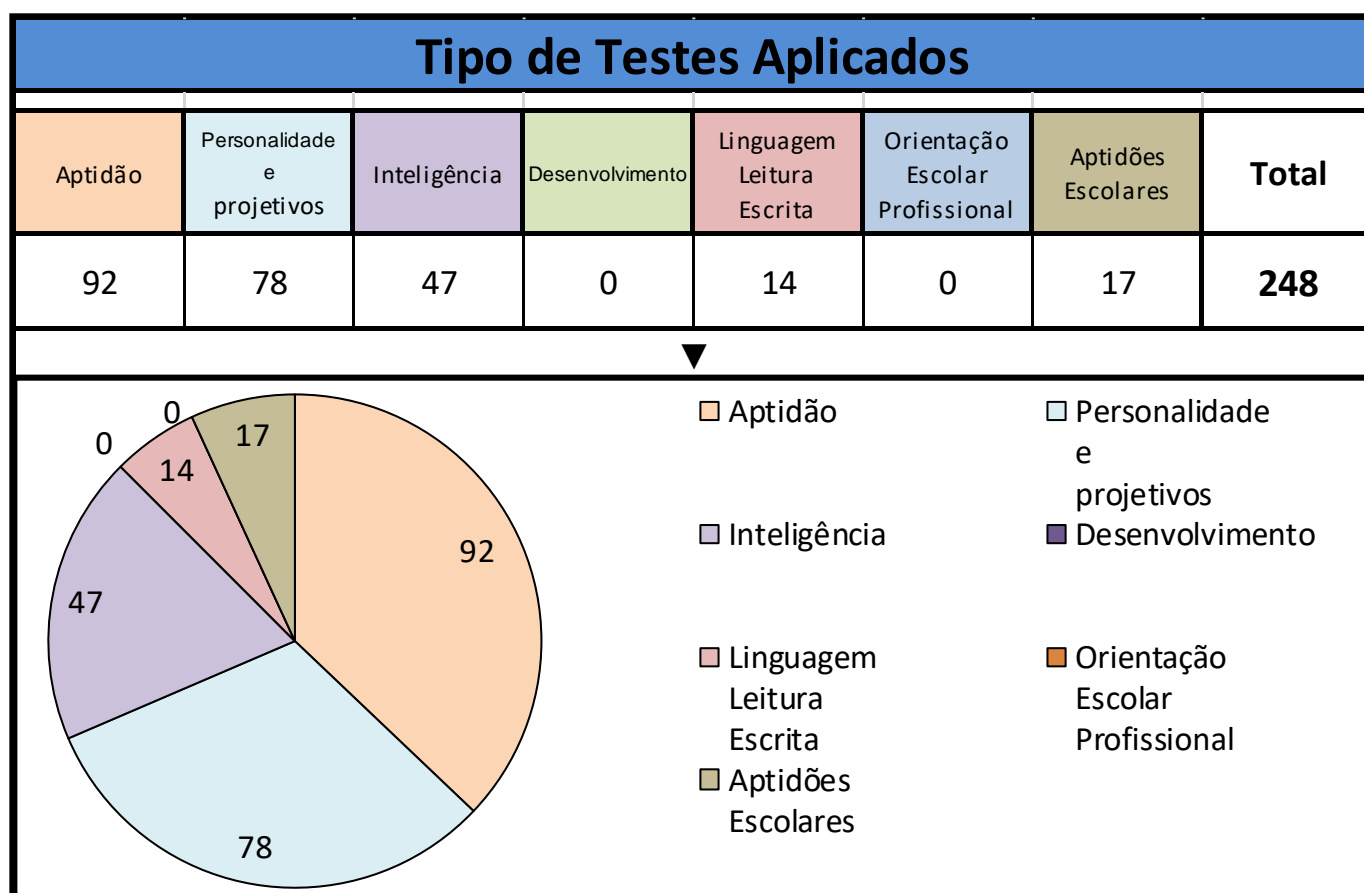 Tipo de Testes Aplicados
Aptidão
Personalidade
e
projetivos
Inteligência
Desenvolvimento
Linguagem
Leitura
Escrita
Orientação
Escolar
Profissional
Aptidões
Escolares
Total
92
78
47
0
14
0
17
248
0
17
0
14
92
47
78
Aptidão
Personalidade
e
projetivos
Inteligência
Desenvolvimento
Linguagem
Leitura
Escrita
Orientação
Escolar
Profissional
Aptidões
Escolares